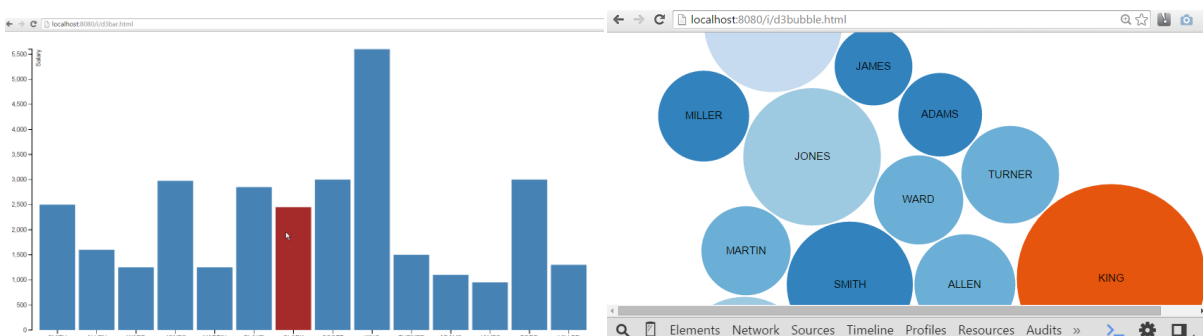 localhost:8080/i/d3bar.html
Salary
5,500
5,000
4,500
4,000
3,500
3,000
2,500
2,000
1,500
1,000
500
0
localhost:8080/i/d3bubble.html
JAMES
MILLER
ADAMS
JONES
TURNER
WARD
MARTIN
KING
SMITH
ALLEN
Elements Network Sources Timeline Profiles Resources Audits »